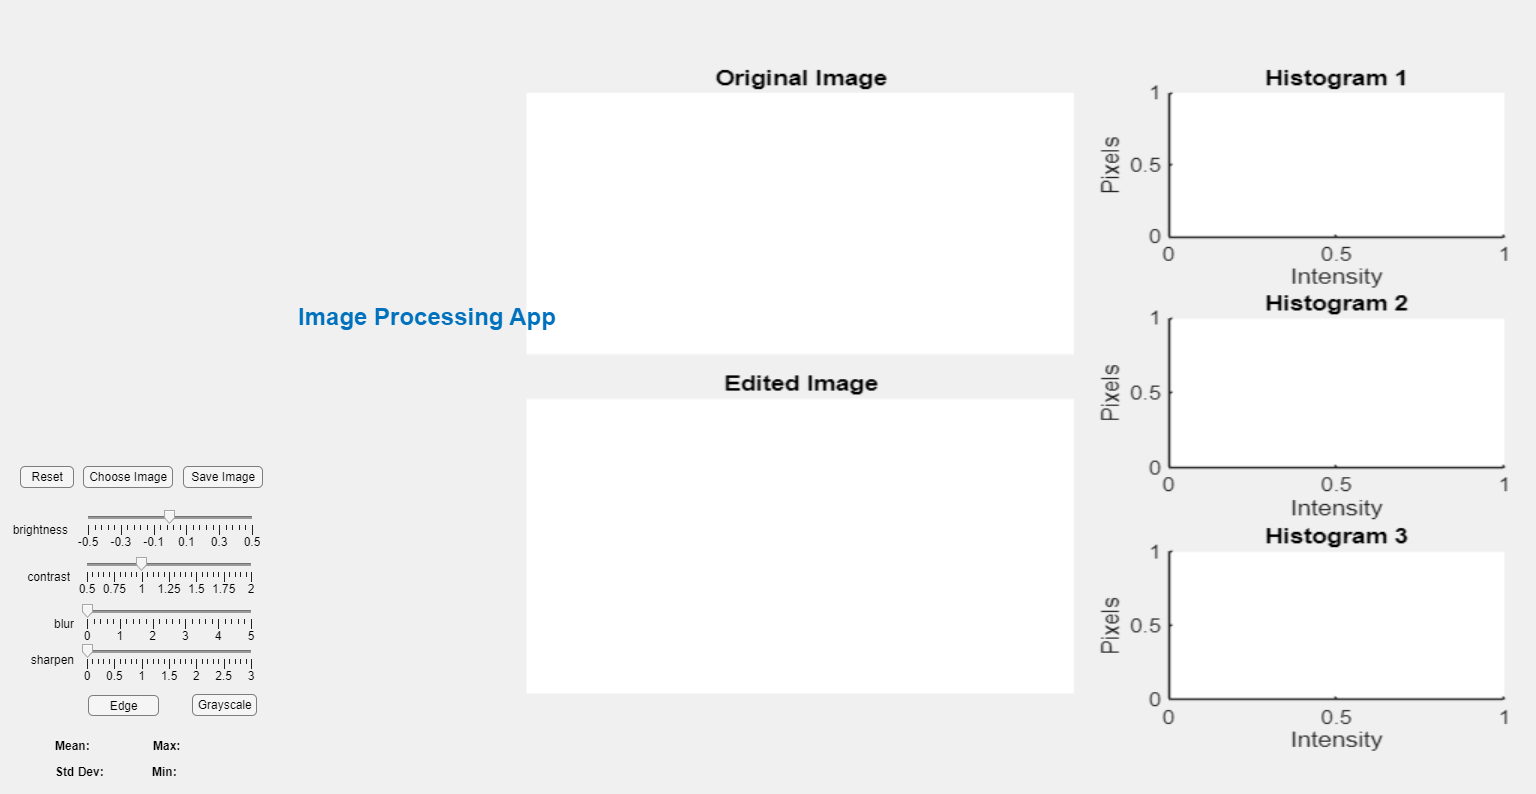 Original Image
Histogram 1
1
0.5
0
Pixels
0 0.5 1
Intensity
Image Processing App
Histogram 2
1
0.5
0
Pixels
0 0.5 1
Intensity
Edited Image
Reset Choose Image Save Image
brightness
-0.5 -0.3 -0.1 0.1 0.3 0.5
contrast
0.5 0.75 1 1.25 1.5 1.75 2
blur
0 1 2 3 4 5
sharpen
0 0.5 1 1.5 2 2.5 3
Edge Grayscale
Mean: Max:
Std Dev: Min:
Histogram 3
1
0.5
0
Pixels
0 0.5 1
Intensity